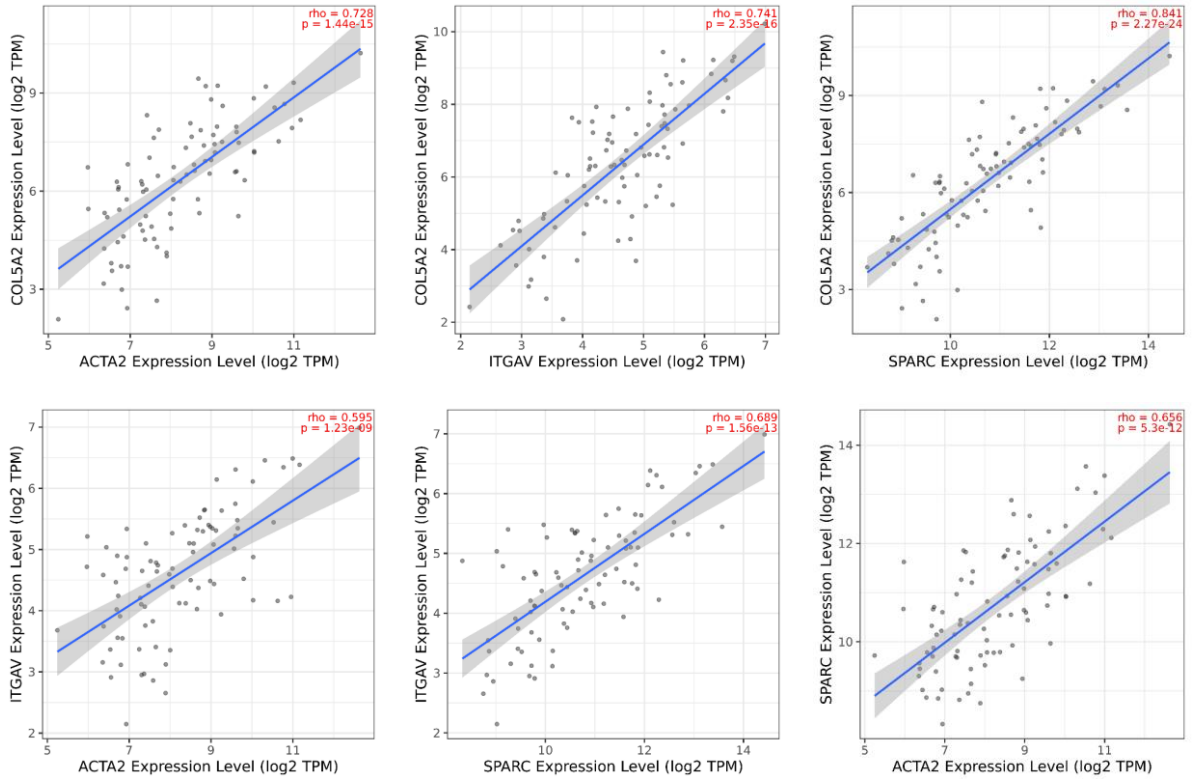 rho = 0.728
p = 1.44e-15
COL5A2 Expression Level (log2 TPM)
9
6
3
5
7
9
11
ACTA2 Expression Level (log2 TPM)
rho = 0.741
p = 2.35e-16
COL5A2 Expression Level (log2 TPM)
10
8
6
4
2
2
3
4
5
6
7
ITGAV Expression Level (log2 TPM)
rho = 0.841
p = 2.27e-24
COL5A2 Expression Level (log2 TPM)
9
6
3
10
12
14
SPARC Expression Level (log2 TPM)
rho = 0.595
p = 1.23e-09
ITGAV Expression Level (log2 TPM)
7
6
5
4
3
2
5
7
9
11
ACTA2 Expression Level (log2 TPM)
rho = 0.689
p = 1.56e-13
ITGAV Expression Level (log2 TPM)
7
6
5
4
3
2
10
12
14
SPARC Expression Level (log2 TPM)
rho = 0.656
p = 5.3e-12
SPARC Expression Level (log2 TPM)
14
12
10
5
7
9
11
ACTA2 Expression Level (log2 TPM)